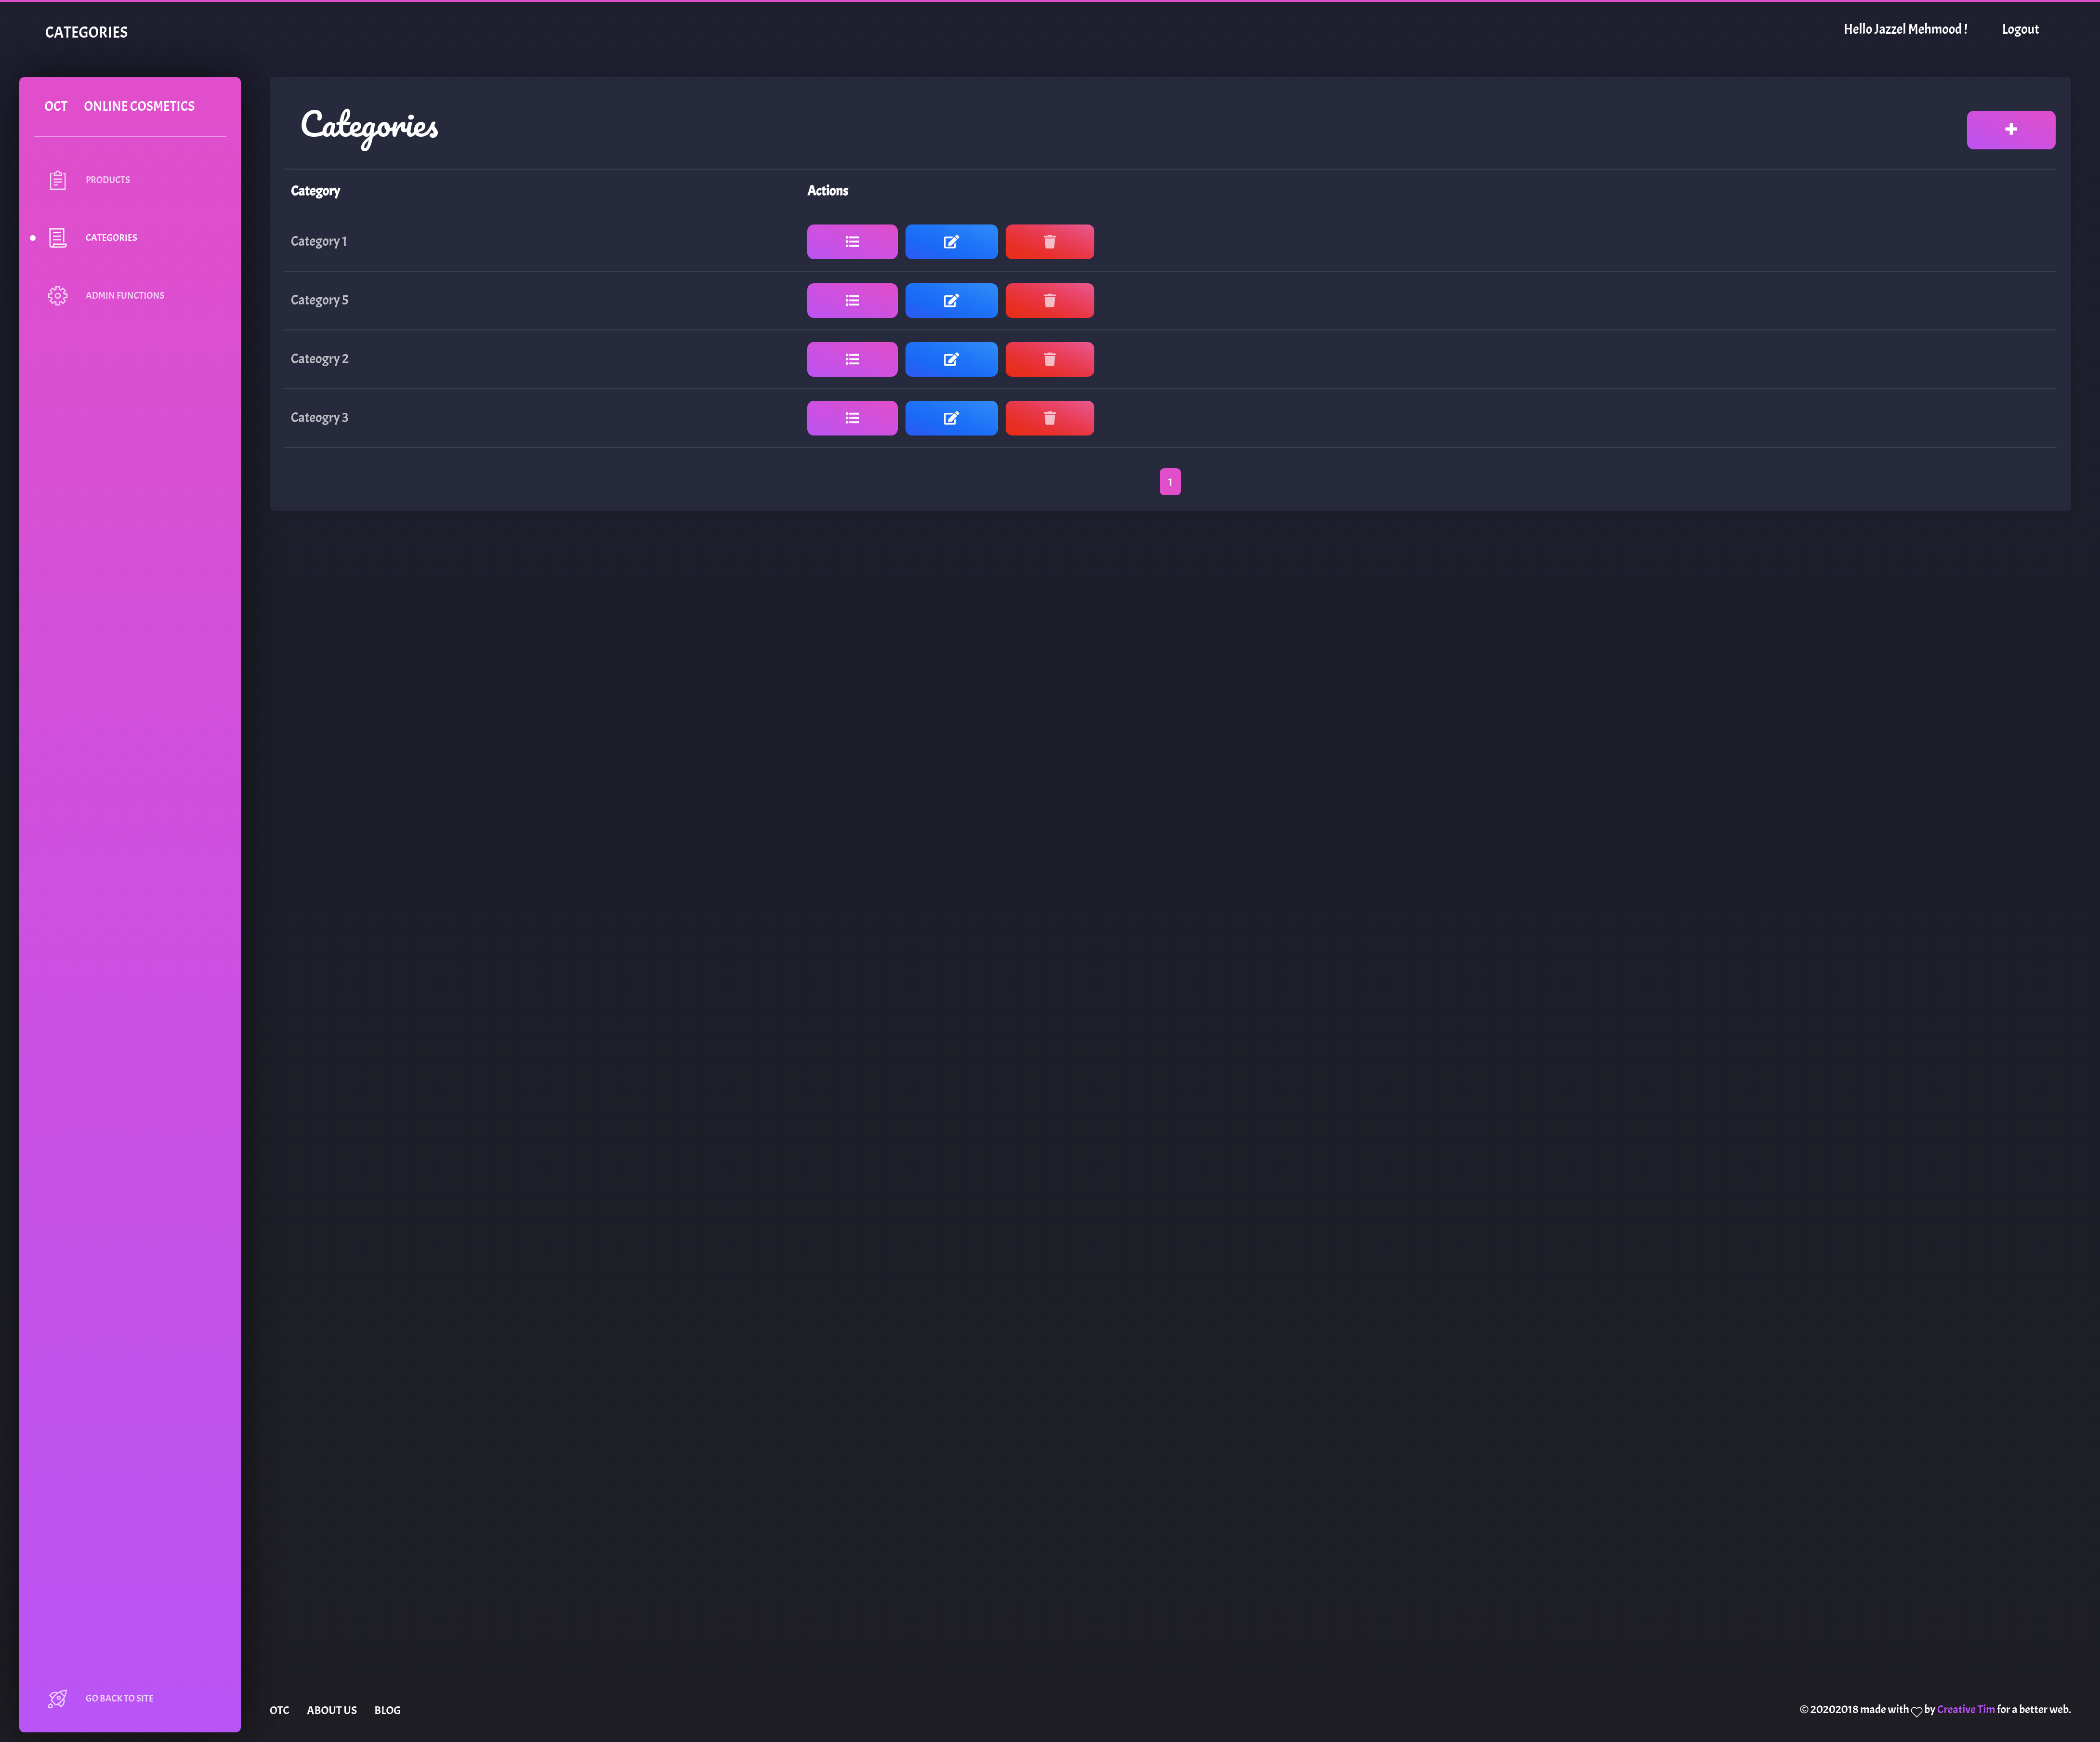 CATEGORIES
Hello Jazzel Mehmood !
Logout
OCT ONLINE COSMETICS
PRODUCTS
CATEGORIES
ADMIN FUNCTIONS
GO BACK TO SITE
Categories
Category Actions
Category 1
Category 5
Cateogry 2
Cateogry 3
1
OTC ABOUT US BLOG
© 20202018 made with by Creative Tim for a better web.